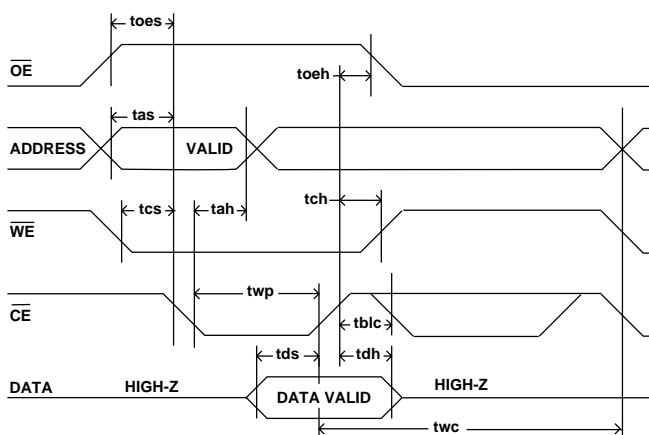 toes
OE
toeh
tas
ADDRESS VALID
tcs tah tch
WE
twp
CE
tblc
tds tdh
DATA HIGH-Z DATA VALID HIGH-Z
twc